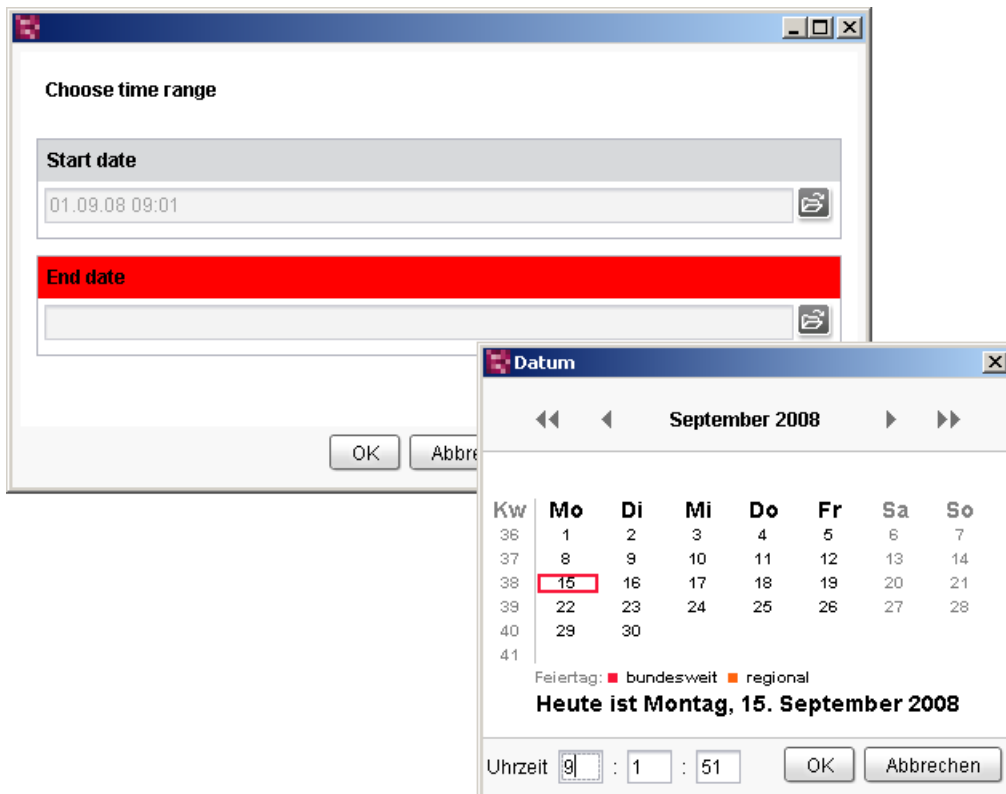 Choose time range
Start date
01.09.08 09:01
End date
OK
Datum
September 2008
Kw Mo Di Mi Do Fr Sa So
36 1 2 3 4 5 6 7
37 8 9 10 11 12 13 14
38 15 16 17 18 19 20 21
39 22 23 24 25 26 27 28
40 29 30
41
Feiertag: bundesweit regional
Heute ist Montag, 15. September 2008
Uhrzeit 9 : 1 : 51 OK Abbrechen